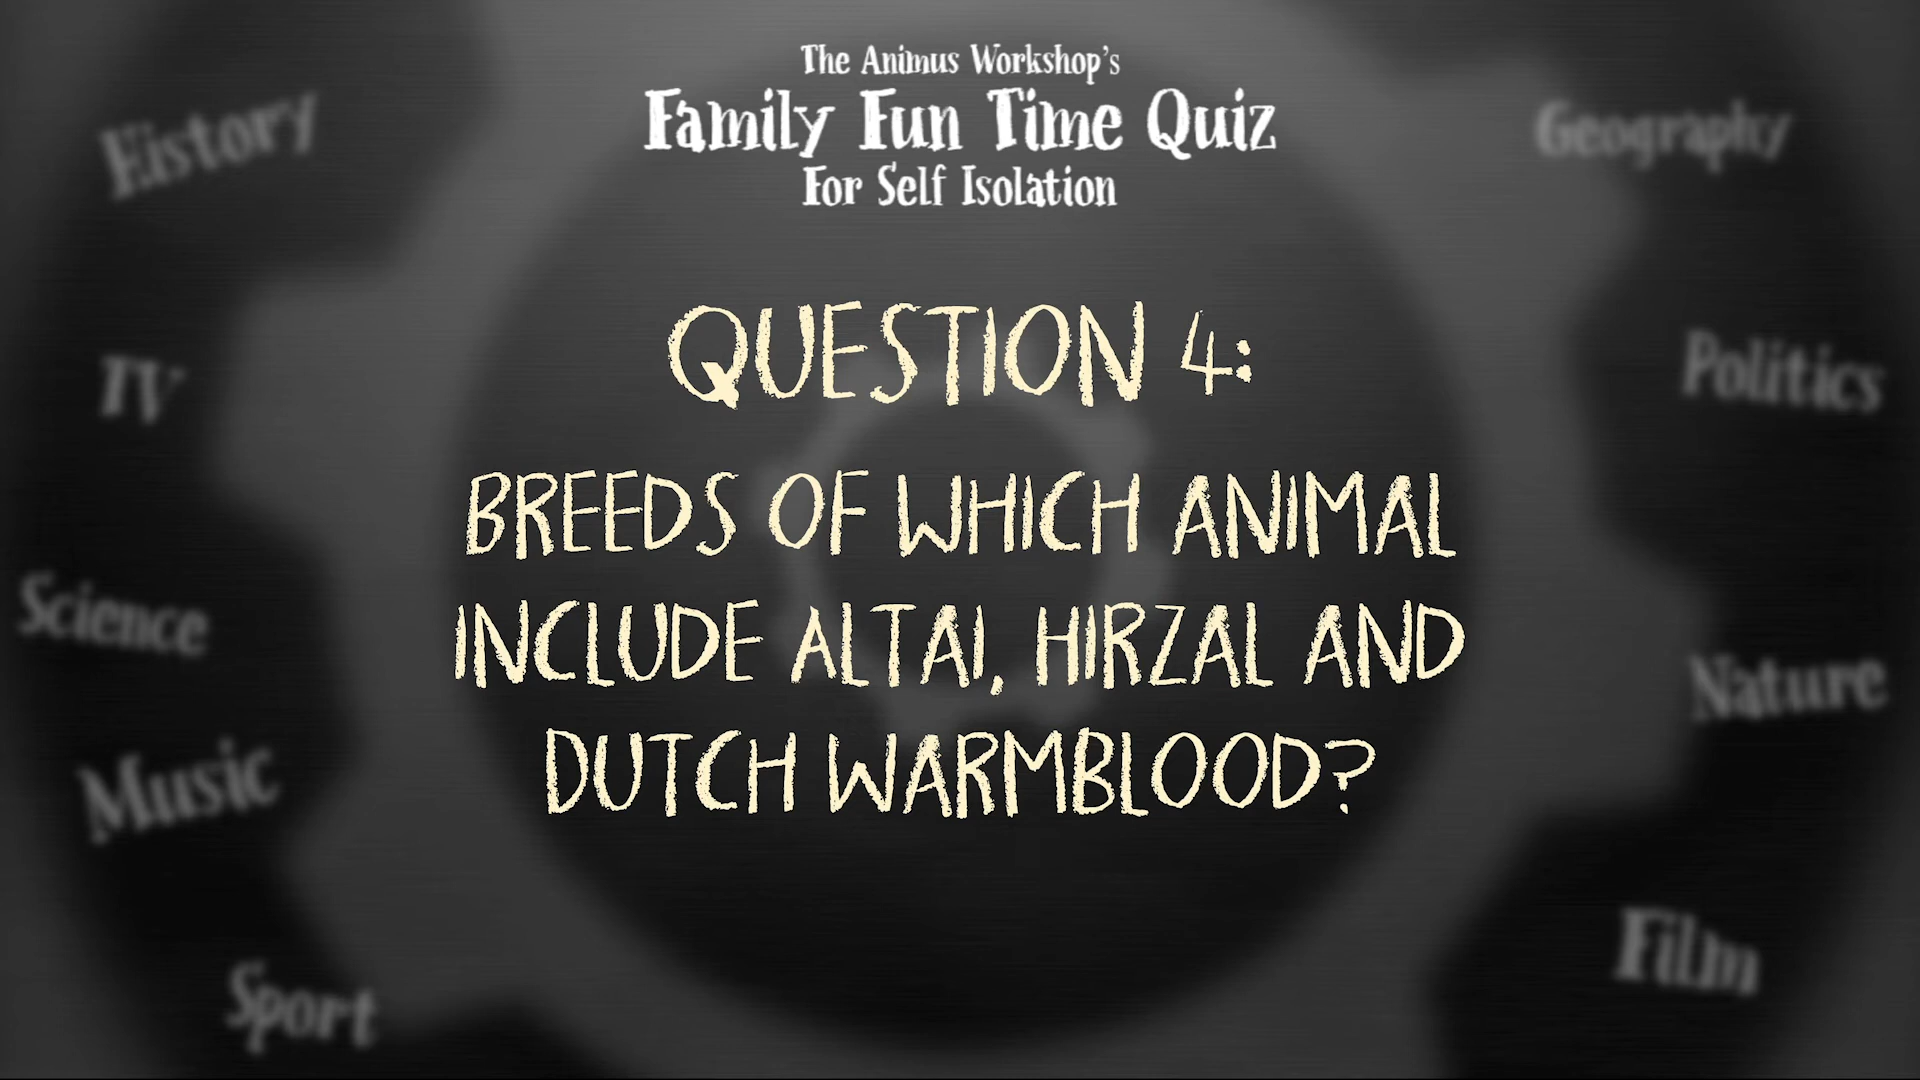 The Animus Workshop's
Family Fun Time Quiz
For Self Isolation
History
Geography
TV
Politics
QUESTION 4:
BREEDS OF WHICH ANIMAL
INCLUDE ALTAI, HIRZAL AND
DUTCH WARMBLOOD?
Science
Nature
Music
Film
Sport